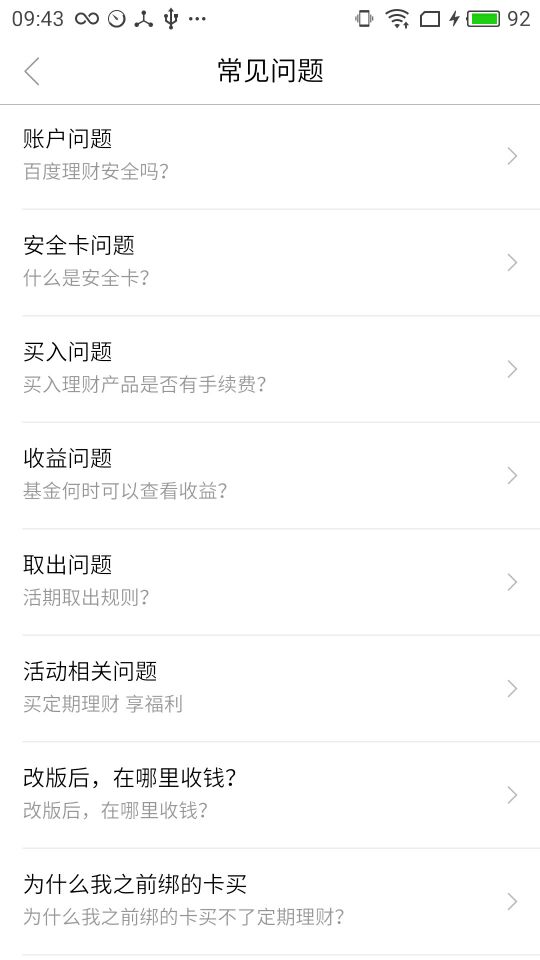 09:43
92
常见问题
账户问题
百度理财安全吗?
安全卡问题
什么是安全卡?
买入问题
买入理财产品是否有手续费?
收益问题
基金何时可以查看收益?
取出问题
活期取出规则?
活动相关问题
买定期理财 享福利
改版后，在哪里收钱?
改版后，在哪里收钱?
为什么我之前绑的卡买
为什么我之前绑的卡买不了定期理财?